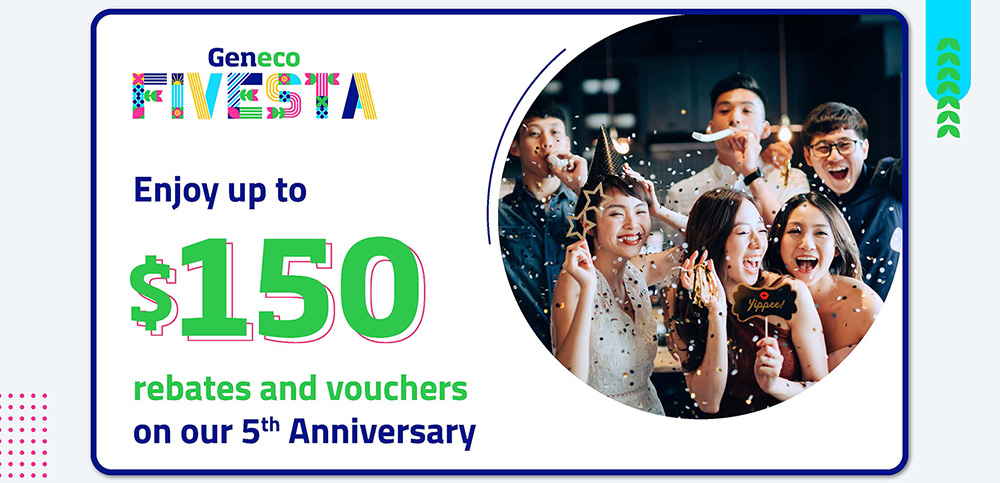 Geneco
FIVESTA
Enjoy up to
$150
rebates and vouchers
on our 5th Anniversary
Yippee!